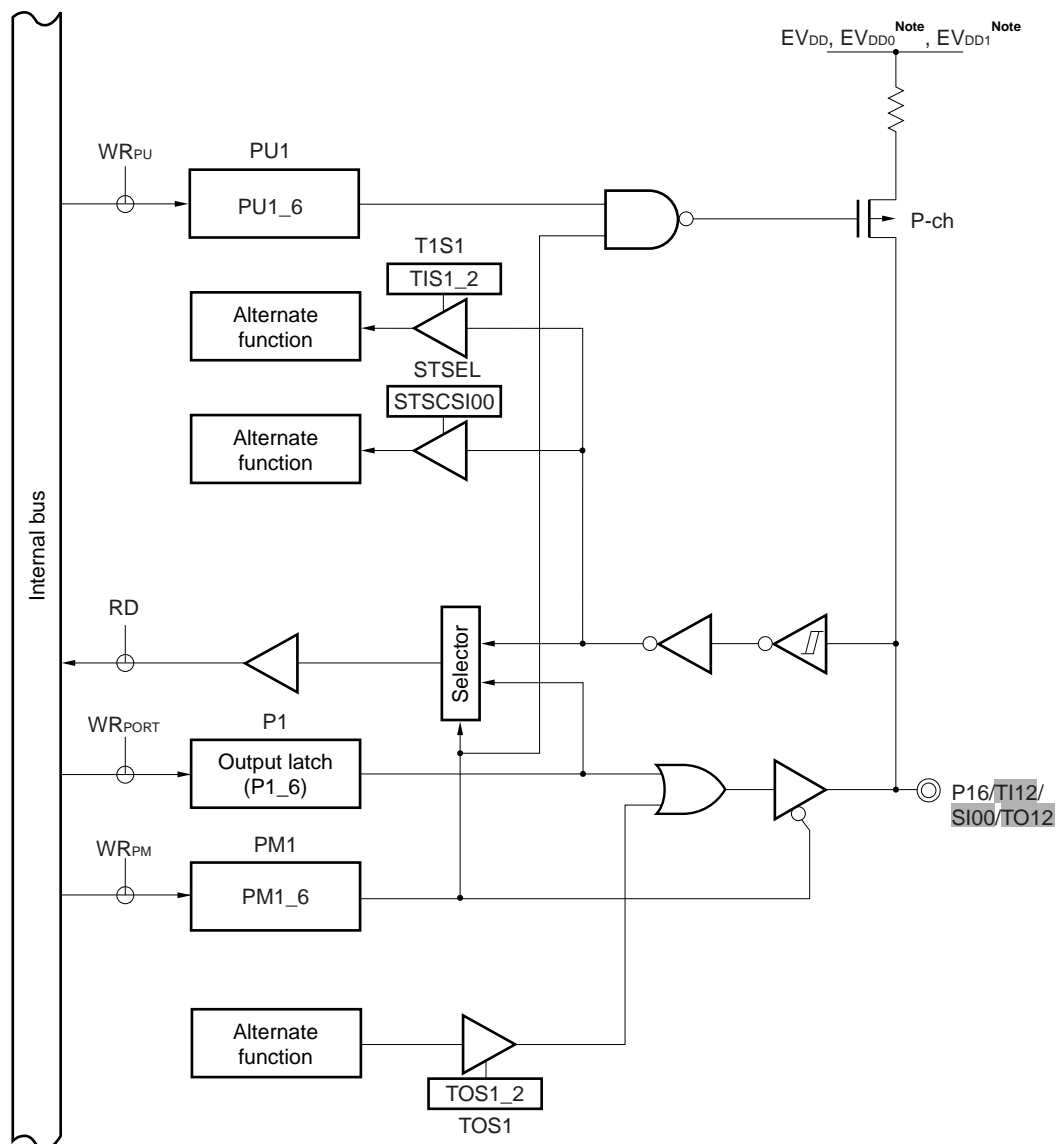 EVDD, EVDD0Note, EVDD1Note
WRPU
PU1
PU1_6
P-ch
T1S1
TIS1_2
Alternate
function
STSEL
STSCSI00
Alternate
function
Internal bus
RD
Selector
WRPORT
P1
Output latch
(P1_6)
P16/TI12/
SI00/TO12
WRPM
PM1
PM1_6
Alternate
function
TOS1_2
TOS1